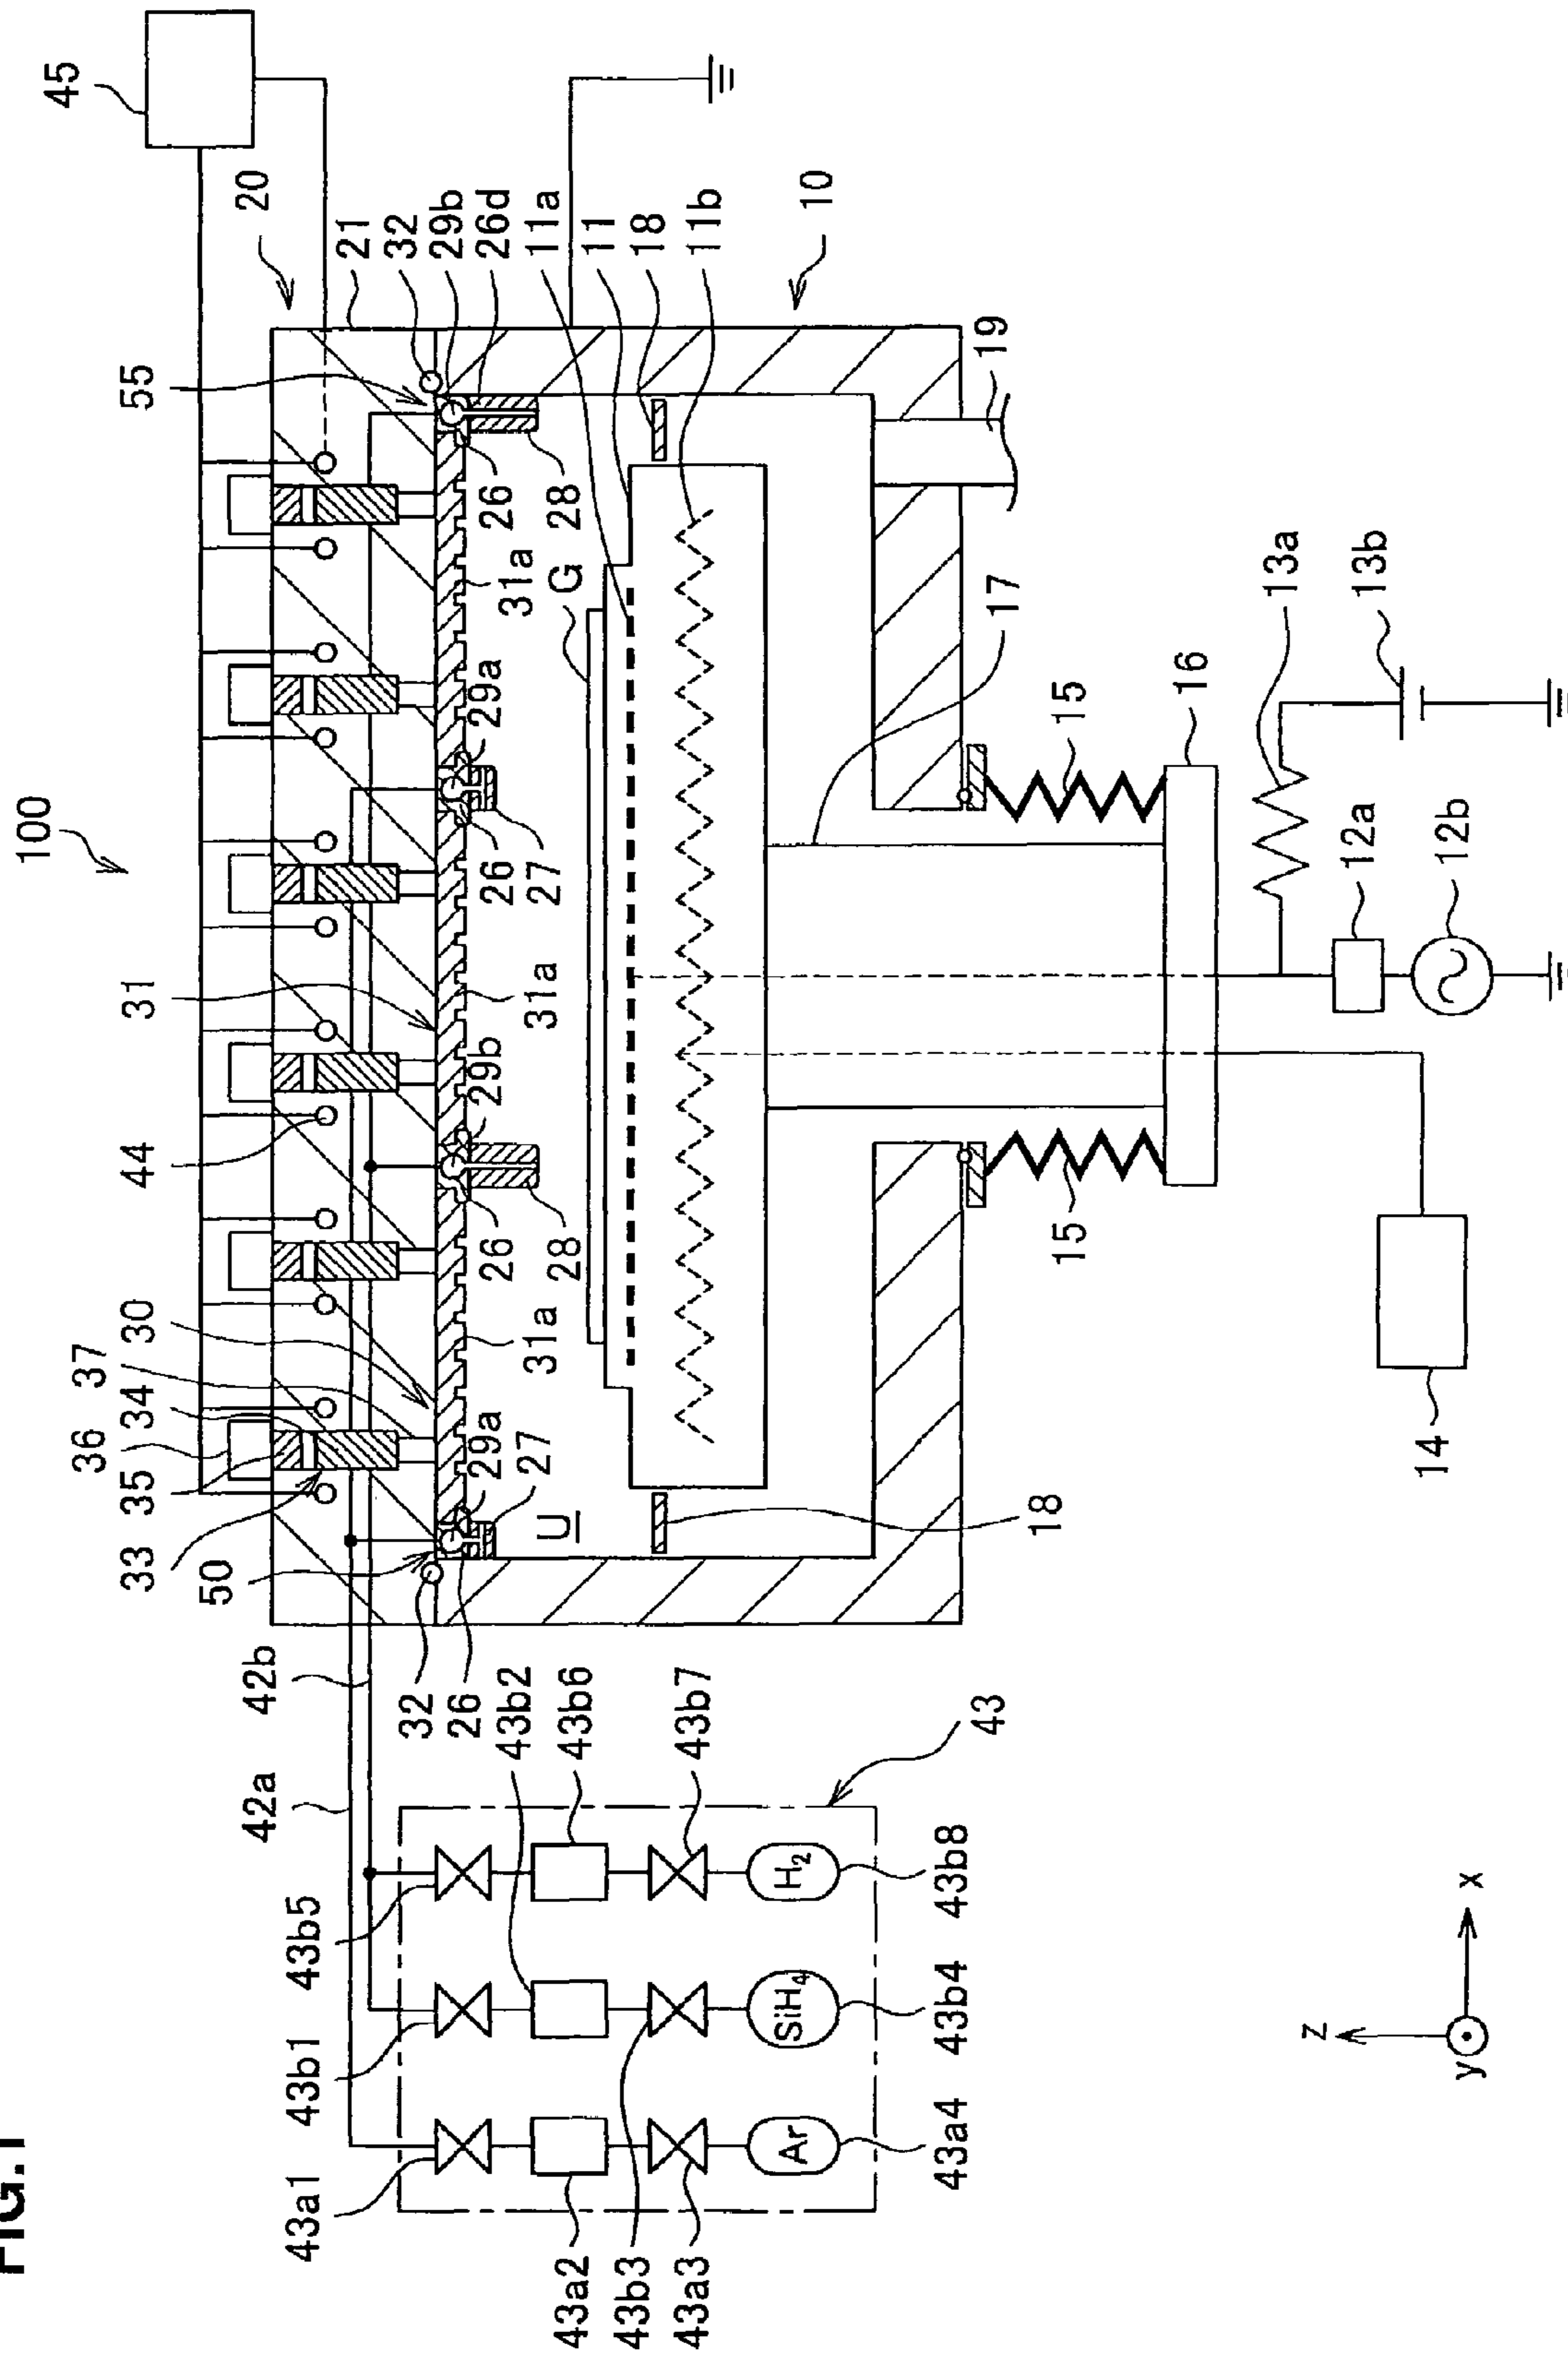 FIG.1
100
45
20
21
32
29b
26d
11a
11
18
11b
10
55
31
44
30
37
34
36
35
33
50
26
28
31a
G
29a
26
27
31a
29b
26
28
31a
29a
27
U
18
19
17
15
16
13a
13b
12a
12b
15
14
42b
42a
32
26
43b2
43b6
43b7
43
43b5
43b1
43a1
H₂
SiH₄
Ar
43b8
43b4
43a4
43a2
43b3
43a3
z
y
x